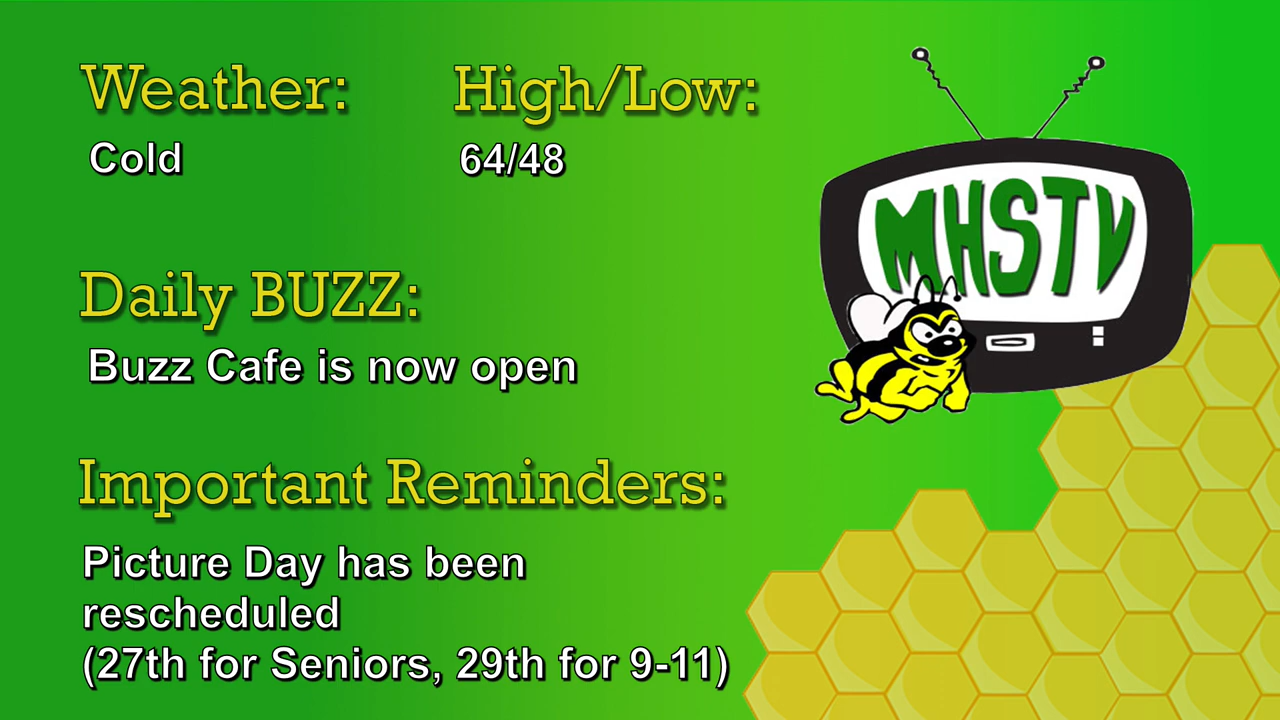 Weather:
High/Low:
Cold
64/48
MHSTV
Daily BUZZ:
Buzz Cafe is now open
Important Reminders:
Picture Day has been
rescheduled
(27th for Seniors, 29th for 9-11)